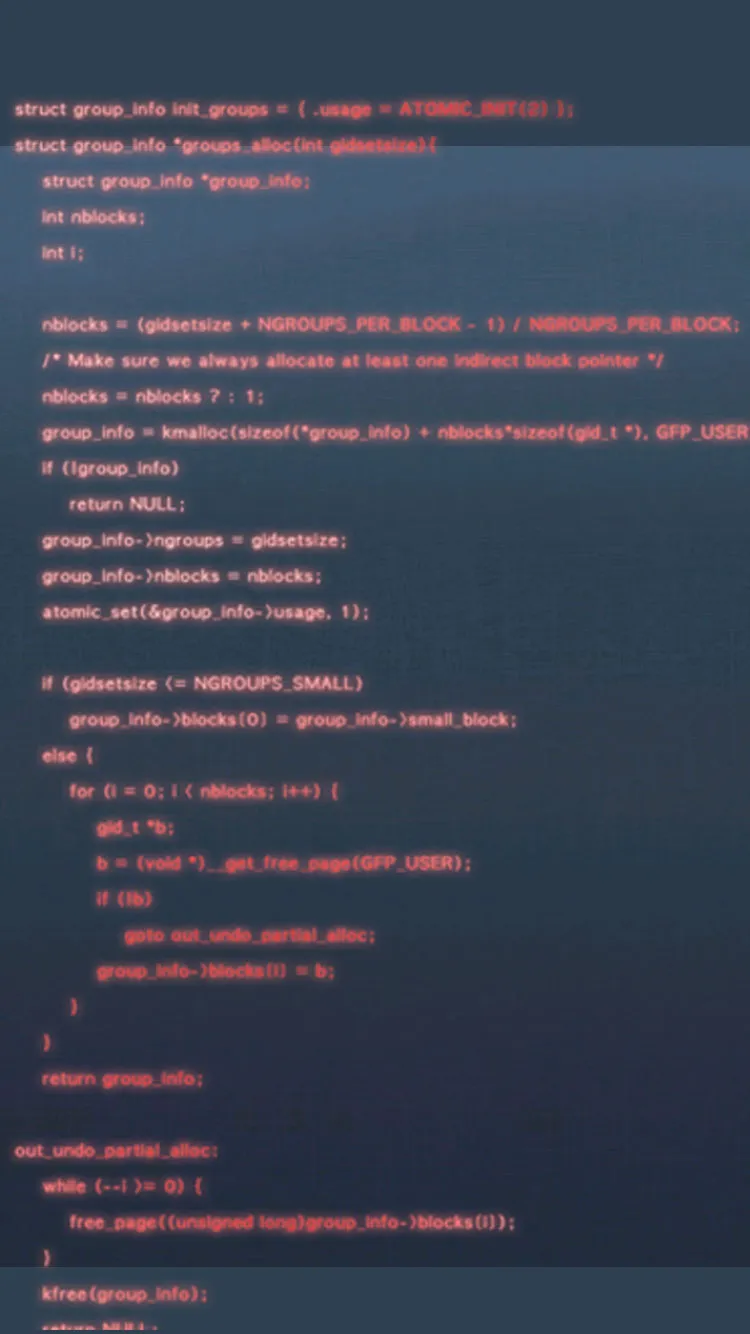 struct group_info init_groups = { .usage = ATOMIC_INIT(2) };
struct group_info *groups_alloc(int gidsetsize){
struct group_info *group_info;
int nblocks;
int i;
nblocks = (gidsetsize + NGROUPS_PER_BLOCK - 1) / NGROUPS_PER_BLOCK;
/* Make sure we always allocate at least one indirect block pointer */
nblocks = nblocks ? : 1;
group_info = kmalloc(sizeof(*group_info) + nblocks*sizeof(gid_t *), GFP_USER
if (!group_info)
return NULL;
group_info->ngroups = gidsetsize;
group_info->nblocks = nblocks;
atomic_set(&group_info->usage, 1);
if (gidsetsize <= NGROUPS_SMALL)
group_info->blocks[0] = group_info->small_block;
else {
for (i = 0; i < nblocks; i++) {
gid_t *b;
b = (void *)__get_free_page(GFP_USER);
if (!b)
goto out_undo_partial_alloc;
group_info->blocks[i] = b;
}
}
return group_info;
out_undo_partial_alloc:
while (--i >= 0) {
free_page((unsigned long)group_info->blocks[i]);
}
kfree(group_info);
return NULL;